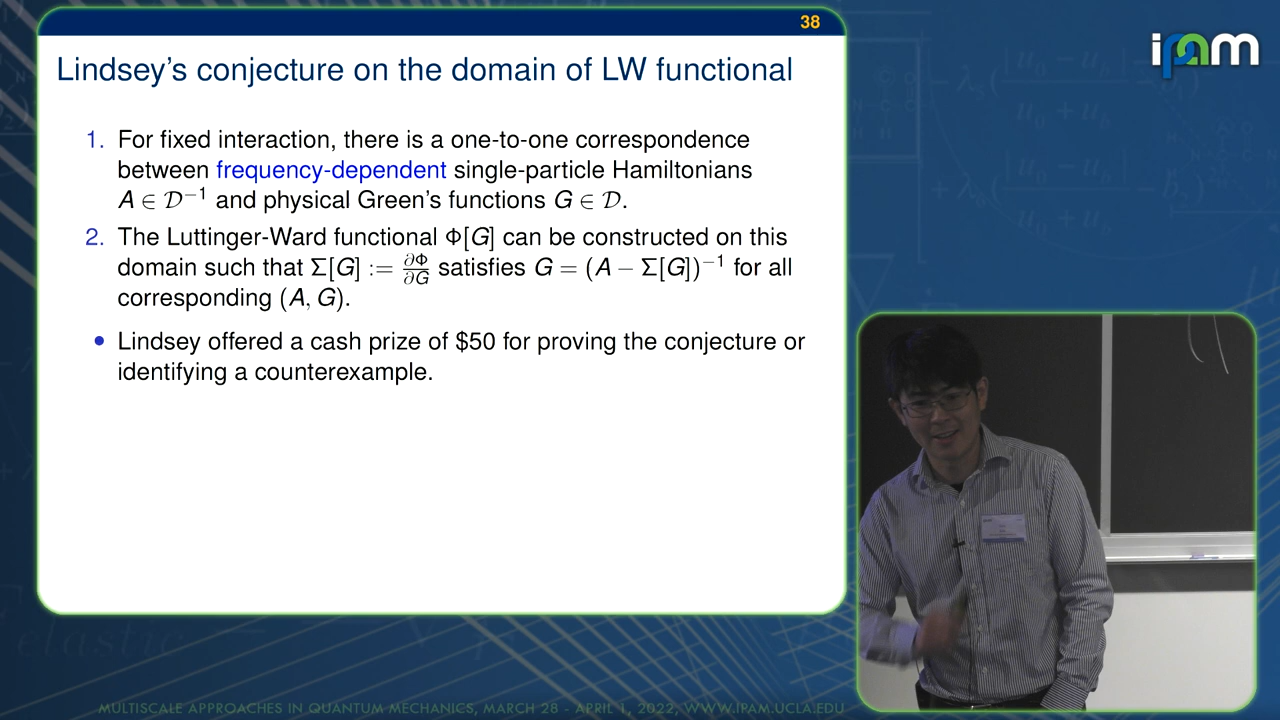 38
ipam
Lindsey's conjecture on the domain of LW functional
1. For fixed interaction, there is a one-to-one correspondence
between frequency-dependent single-particle Hamiltonians
A ∈ 𝒟⁻¹ and physical Green's functions G ∈ 𝒟.
2. The Luttinger-Ward functional Φ[G] can be constructed on this
domain such that Σ[G] := ∂Φ/∂G satisfies G = (A − Σ[G])⁻¹ for all
corresponding (A, G).
• Lindsey offered a cash prize of $50 for proving the conjecture or
identifying a counterexample.
MULTISCALE APPROACHES IN QUANTUM MECHANICS, MARCH 28 - APRIL 1, 2022, WWW.IPAM.UCLA.EDU